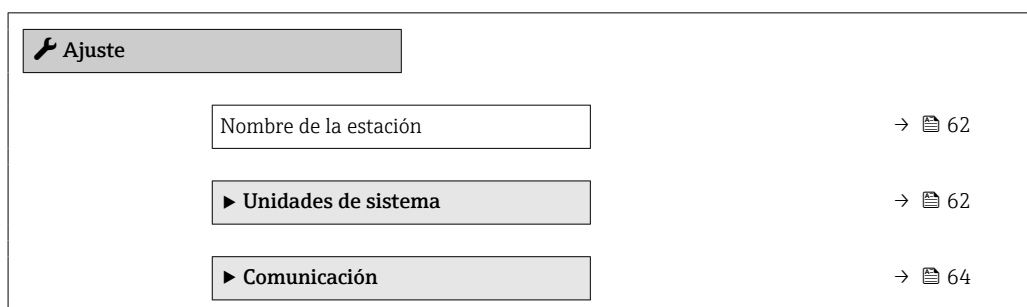 Ajuste
Nombre de la estación → 62
▶ Unidades de sistema → 62
▶ Comunicación → 64